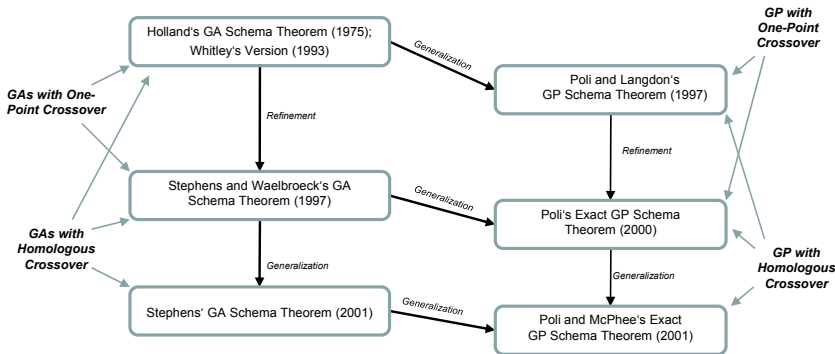 Holland‘s GA Schema Theorem (1975);
Whitley‘s Version (1993)
Generalization
GP with
One-Point
Crossover
GAs with One-
Point Crossover
Poli and Langdon‘s
GP Schema Theorem (1997)
Refinement
Refinement
Stephens and Waelbroeck‘s GA
Schema Theorem (1997)
Generalization
Poli‘s Exact GP Schema
Theorem (2000)
GAs with
Homologous
Crossover
GP with
Homologous
Crossover
Generalization
Generalization
Stephens‘ GA Schema Theorem (2001)
Generalization
Poli and McPhee‘s Exact
GP Schema Theorem (2001)